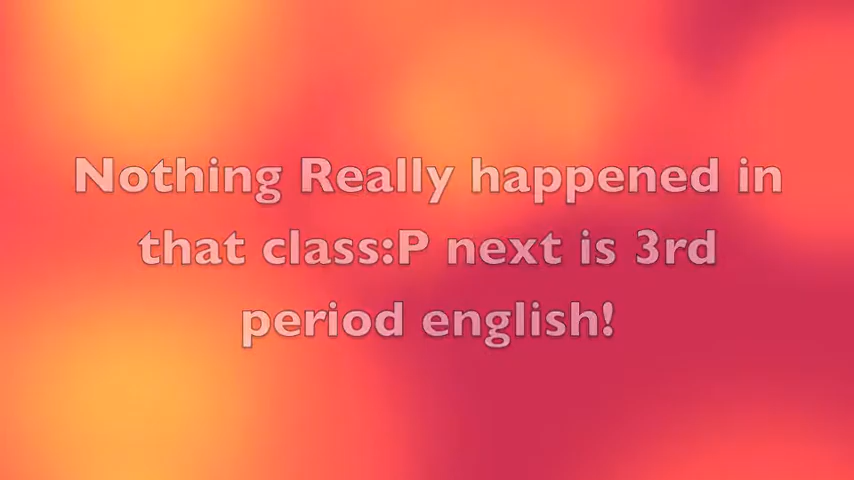 Nothing Really happened in
that class:P next is 3rd
period english!